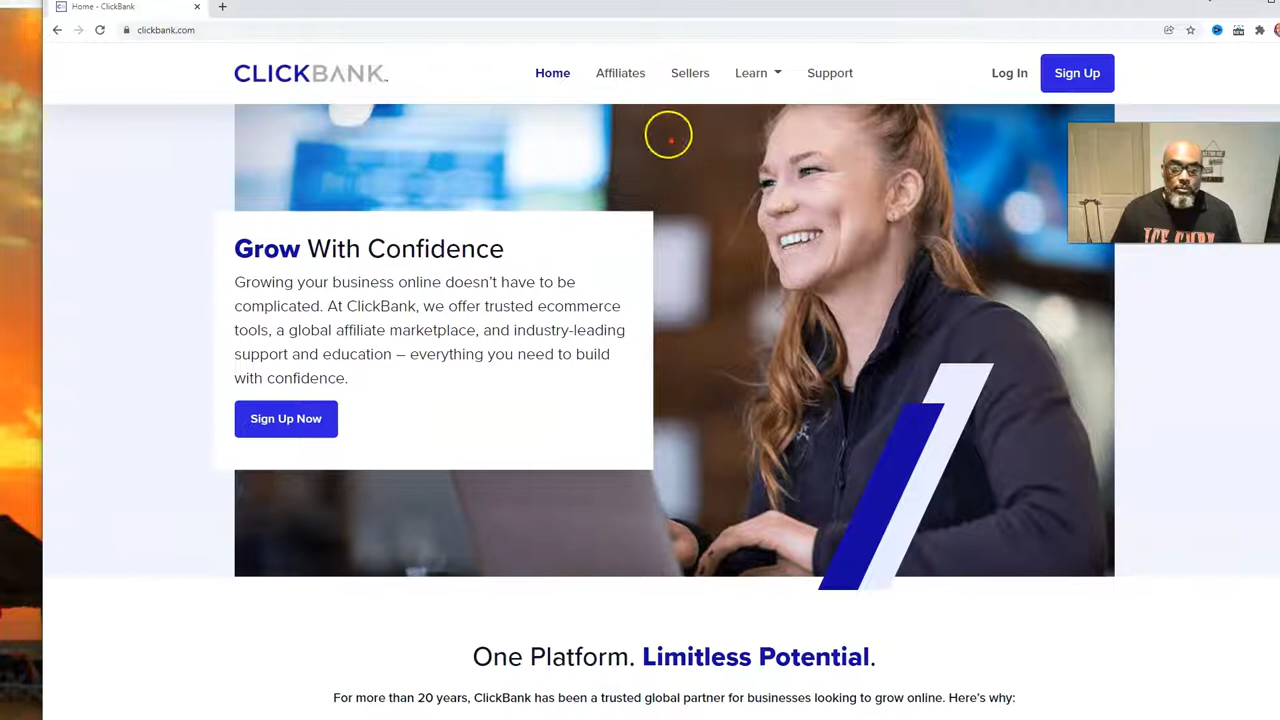 Home - ClickBank
clickbank.com
CLICKBANK
Home Affiliates Sellers Learn Support Log In Sign Up
Grow With Confidence
Growing your business online doesn't have to be
complicated. At ClickBank, we offer trusted ecommerce
tools, a global affiliate marketplace, and industry-leading
support and education – everything you need to build
with confidence.
Sign Up Now
One Platform. Limitless Potential.
For more than 20 years, ClickBank has been a trusted global partner for businesses looking to grow online. Here's why: